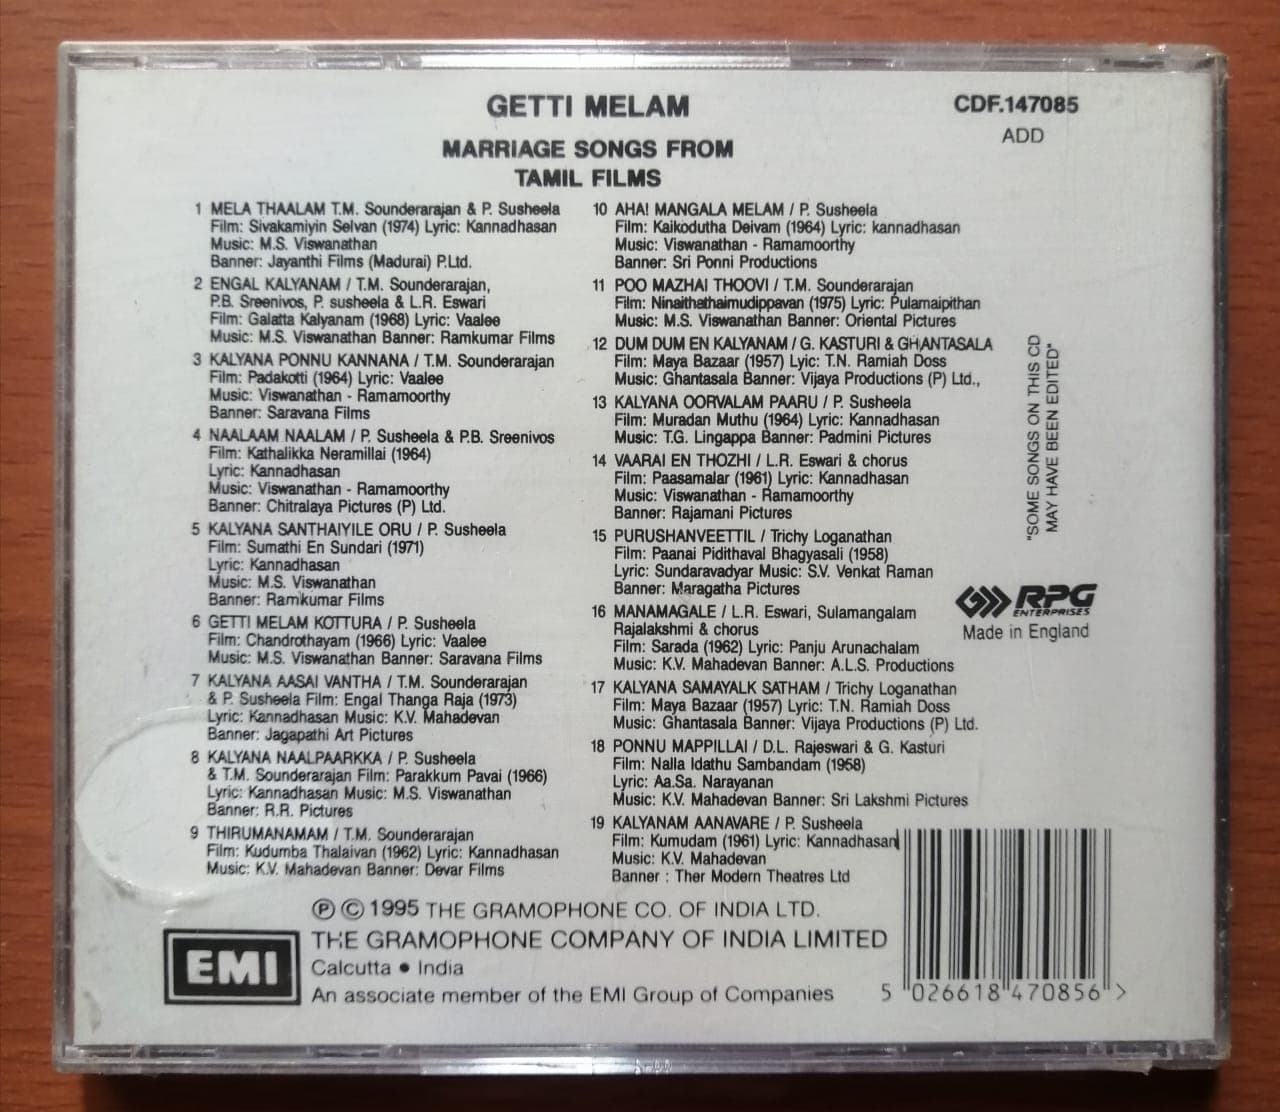 GETTI MELAM
MARRIAGE SONGS FROM
TAMIL FILMS
CDF.147085
ADD
1 MELA THAALAM T.M. Sounderarajan & P. Susheela
Film: Sivakamiyin Selvan (1974) Lyric: Kannadhasan
Music: M.S. Viswanathan
Banner: Jayanthi Films (Madurai) P.Ltd.
2 ENGAL KALYANAM / T.M. Sounderarajan,
P.B. Sreenivos, P. susheela & L.R. Eswari
Film: Galatta Kalyanam (1968) Lyric: Vaalee
Music: M.S. Viswanathan Banner: Ramkumar Films
3 KALYANA PONNU KANNANA / T.M. Sounderarajan
Film: Padakotti (1964) Lyric: Vaalee
Music: Viswanathan - Ramamoorthy
Banner: Saravana Films
4 NAALAAM NAALAM / P. Susheela & P.B. Sreenivos
Film: Kathalikka Neramillai (1964)
Lyric: Kannadhasan
Music: Viswanathan - Ramamoorthy
Banner: Chitralaya Pictures (P) Ltd.
5 KALYANA SANTHAIYILE ORU / P. Susheela
Film: Sumathi En Sundari (1971)
Lyric: Kannadhasan
Music: M.S. Viswanathan
Banner: Ramkumar Films
6 GETTI MELAM KOTTURA / P. Susheela
Film: Chandrothayam (1966) Lyric: Vaalee
Music: M.S. Viswanathan Banner: Saravana Films
7 KALYANA AASAI VANTHA / T.M. Sounderarajan
& P. Susheela Film: Engal Thanga Raja (1973)
Lyric: Kannadhasan Music: K.V. Mahadevan
Banner: Jagapathi Art Pictures
8 KALYANA NAALPAARKKA / P. Susheela
& T.M. Sounderarajan Film: Parakkum Pavai (1966)
Lyric: Kannadhasan Music: M.S. Viswanathan
Banner: R.R. Pictures
9 THIRUMANAMAM / T.M. Sounderarajan
Film: Kudumba Thalaivan (1962) Lyric: Kannadhasan
Music: K.V. Mahadevan Banner: Devar Films
10 AHA! MANGALA MELAM / P. Susheela
Film: Kaikodutha Deivam (1964) Lyric: kannadhasan
Music: Viswanathan - Ramamoorthy
Banner: Sri Ponni Productions
11 POO MAZHAI THOOVI / T.M. Sounderarajan
Film: Ninaithathaimudippavan (1975) Lyric: Pulamaipithan
Music: M.S. Viswanathan Banner: Oriental Pictures
12 DUM DUM EN KALYANAM / G. KASTURI & GHANTASALA
Film: Maya Bazaar (1957) Lyic: T.N. Ramiah Doss
Music: Ghantasala Banner: Vijaya Productions (P) Ltd.,
13 KALYANA OORVALAM PAARU / P. Susheela
Film: Muradan Muthu (1964) Lyric: Kannadhasan
Music: T.G. Lingappa Banner: Padmini Pictures
14 VAARAI EN THOZHI / L.R. Eswari & chorus
Film: Paasamalar (1961) Lyric: Kannadhasan
Music: Viswanathan - Ramamoorthy
Banner: Rajamani Pictures
15 PURUSHANVEETTIL / Trichy Loganathan
Film: Paanai Pidithaval Bhagyasali (1958)
Lyric: Sundaravadyar Music: S.V. Venkat Raman
Banner: Maragatha Pictures
16 MANAMAGALE / L.R. Eswari, Sulamangalam
Rajalakshmi & chorus
Film: Sarada (1962) Lyric: Panju Arunachalam
Music: K.V. Mahadevan Banner: A.L.S. Productions
17 KALYANA SAMAYALK SATHAM / Trichy Loganathan
Film: Maya Bazaar (1957) Lyric: T.N. Ramiah Doss
Music: Ghantasala Banner: Vijaya Productions (P) Ltd.
18 PONNU MAPPILLAI / D.L. Rajeswari & G. Kasturi
Film: Nalla Idathu Sambandam (1958)
Lyric: Aa.Sa. Narayanan
Music: K.V. Mahadevan Banner: Sri Lakshmi Pictures
19 KALYANAM AANAVARE / P. Susheela
Film: Kumudam (1961) Lyric: Kannadhasan
Music: K.V. Mahadevan
Banner : Ther Modern Theatres Ltd
"SOME SONGS ON THIS CD
MAY HAVE BEEN EDITED"
RPG
ENTERPRISES
Made in England
℗ © 1995 THE GRAMOPHONE CO. OF INDIA LTD.
EMI
THE GRAMOPHONE COMPANY OF INDIA LIMITED
Calcutta • India
An associate member of the EMI Group of Companies
5 026618 470856 >